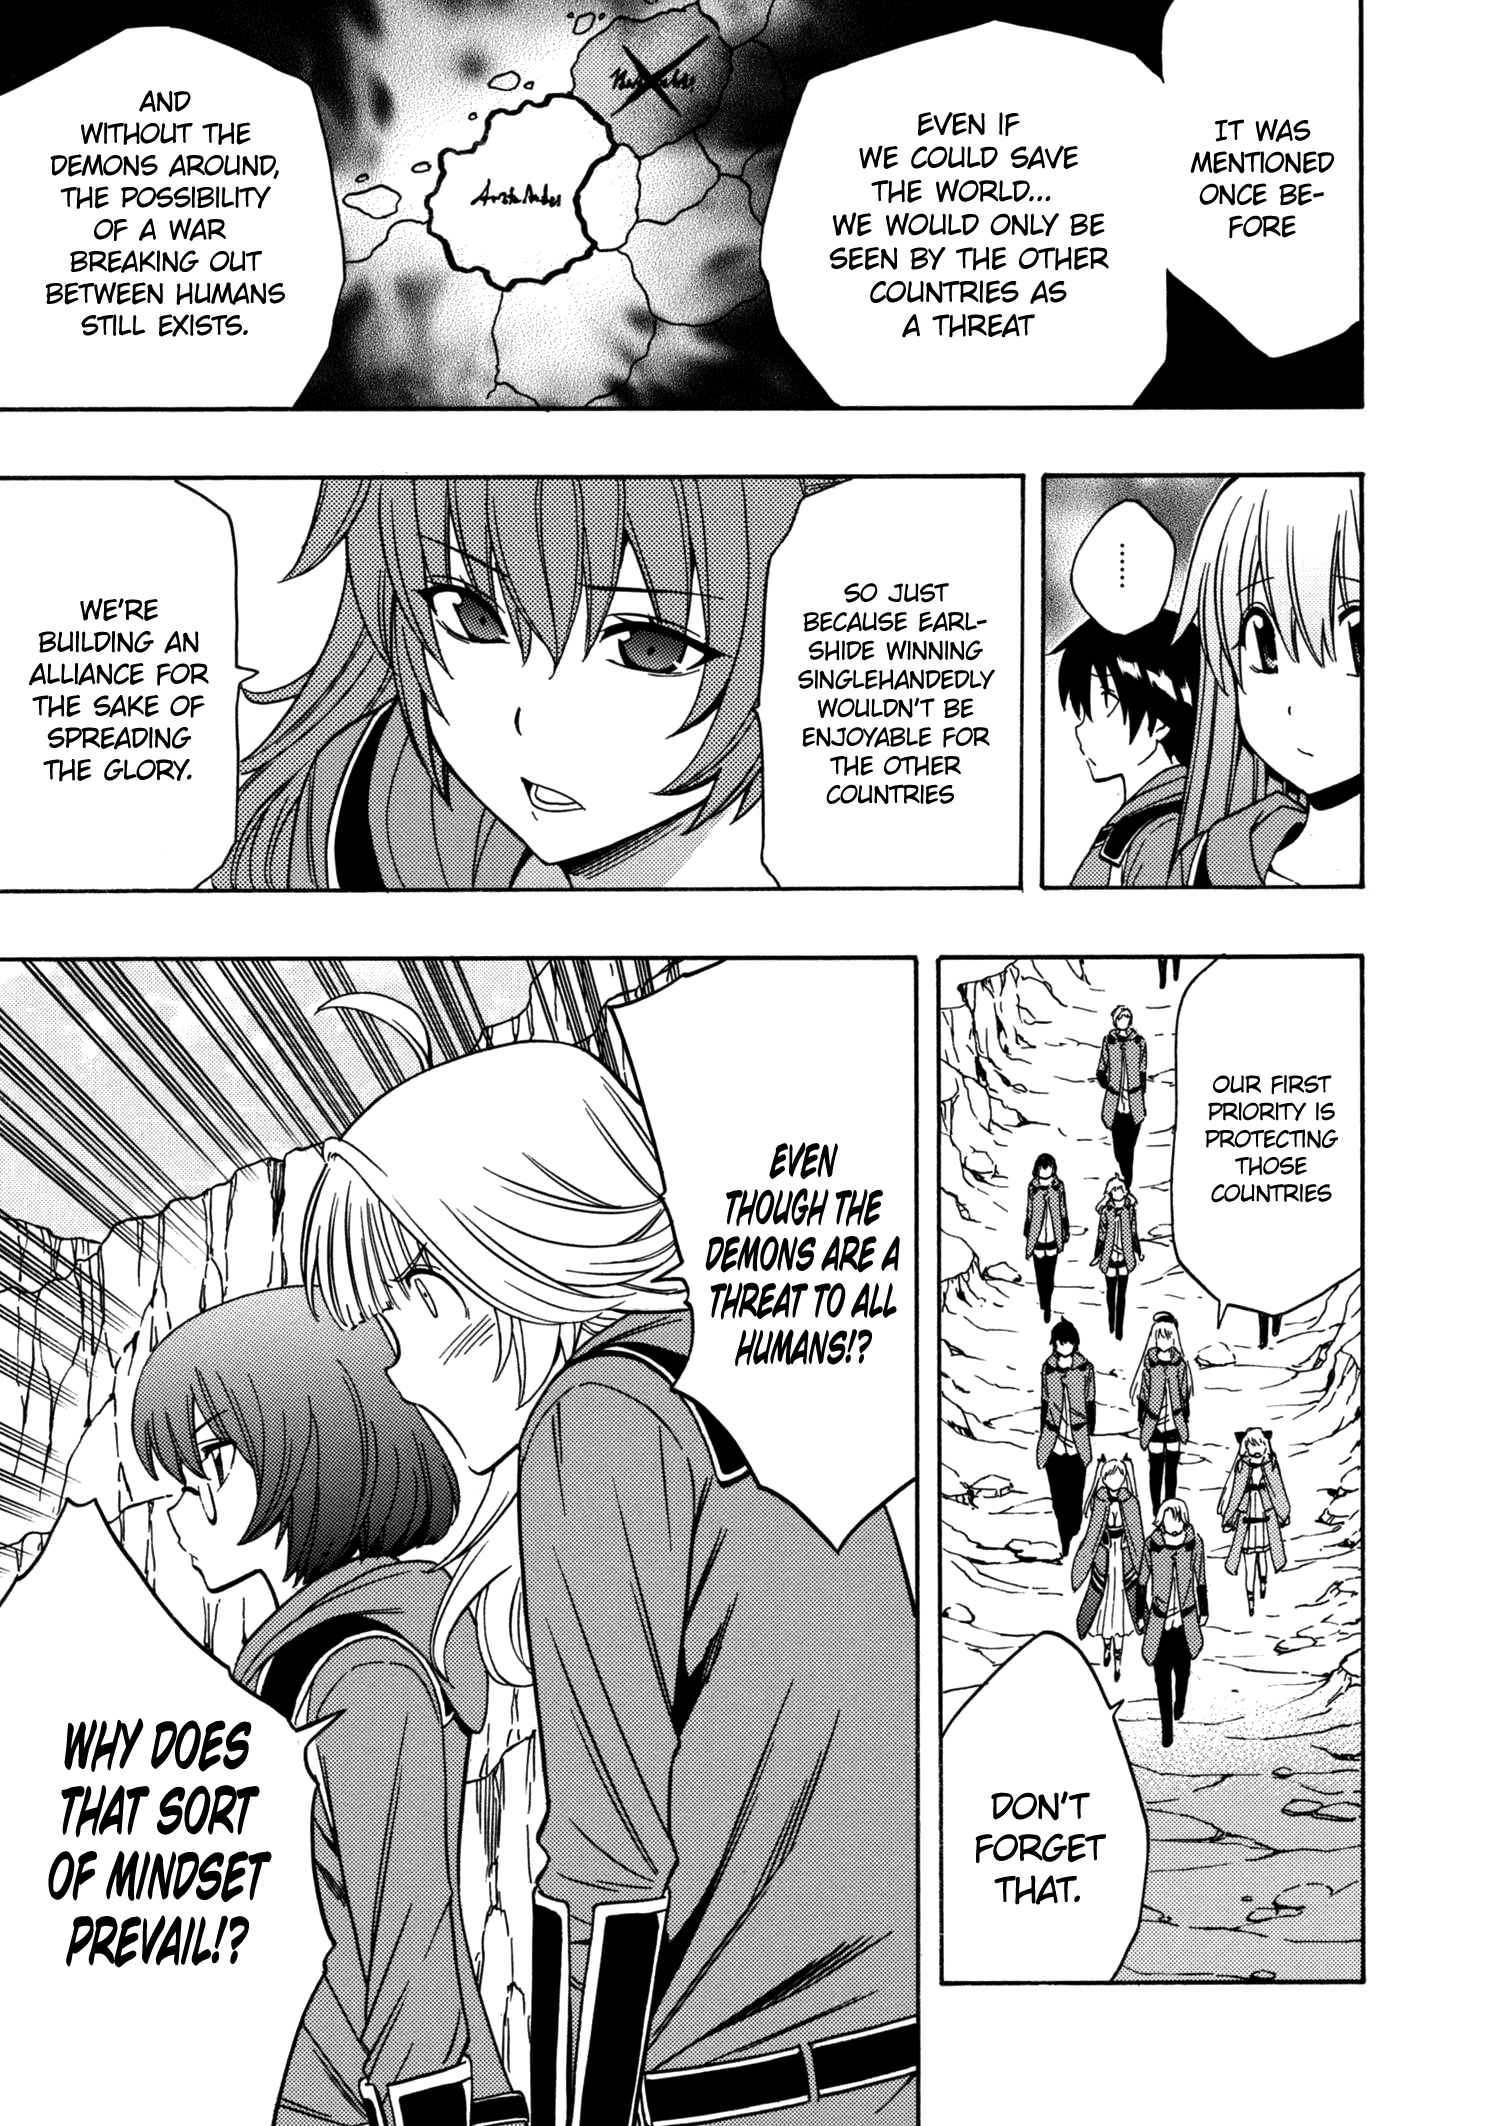 IT WAS
MENTIONED
ONCE BE-
FORE
EVEN IF
WE COULD SAVE
THE WORLD...
WE WOULD ONLY BE
SEEN BY THE OTHER
COUNTRIES AS
A THREAT
AND
WITHOUT THE
DEMONS AROUND,
THE POSSIBILITY
OF A WAR
BREAKING OUT
BETWEEN HUMANS
STILL EXISTS.
........
SO JUST
BECAUSE EARL-
SHIDE WINNING
SINGLEHANDEDLY
WOULDN'T BE
ENJOYABLE FOR
THE OTHER
COUNTRIES
WE'RE
BUILDING AN
ALLIANCE FOR
THE SAKE OF
SPREADING
THE GLORY.
OUR FIRST
PRIORITY IS
PROTECTING
THOSE
COUNTRIES
DON'T
FORGET
THAT.
EVEN
THOUGH THE
DEMONS ARE A
THREAT TO ALL
HUMANS!?
WHY DOES
THAT SORT
OF MINDSET
PREVAIL!?